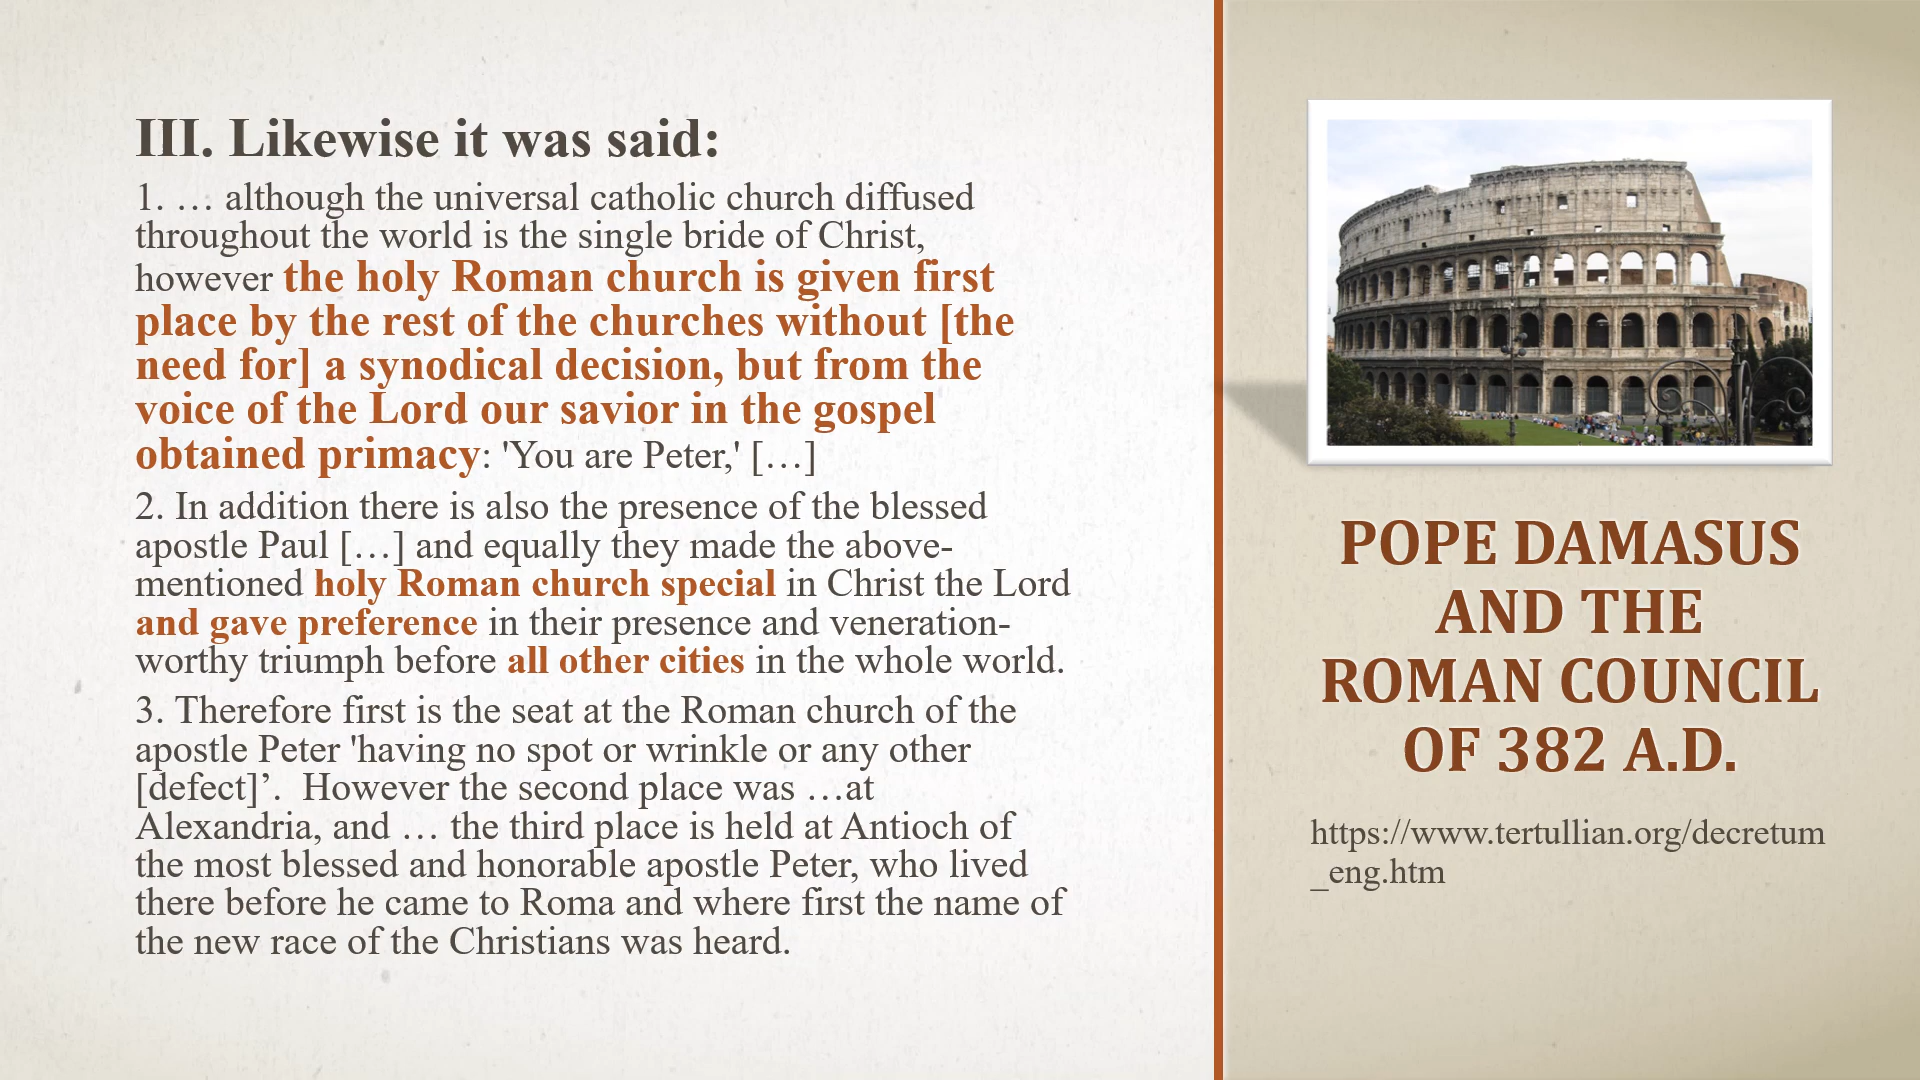 III. Likewise it was said:
1. … although the universal catholic church diffused
throughout the world is the single bride of Christ,
however the holy Roman church is given first
place by the rest of the churches without [the
need for] a synodical decision, but from the
voice of the Lord our savior in the gospel
obtained primacy: 'You are Peter,' […]
2. In addition there is also the presence of the blessed
apostle Paul […] and equally they made the above-
mentioned holy Roman church special in Christ the Lord
and gave preference in their presence and veneration-
worthy triumph before all other cities in the whole world.
3. Therefore first is the seat at the Roman church of the
apostle Peter 'having no spot or wrinkle or any other
[defect]’.  However the second place was …at
Alexandria, and … the third place is held at Antioch of
the most blessed and honorable apostle Peter, who lived
there before he came to Roma and where first the name of
the new race of the Christians was heard.
POPE DAMASUS
AND THE
ROMAN COUNCIL
OF 382 A.D.
https://www.tertullian.org/decretum
_eng.htm